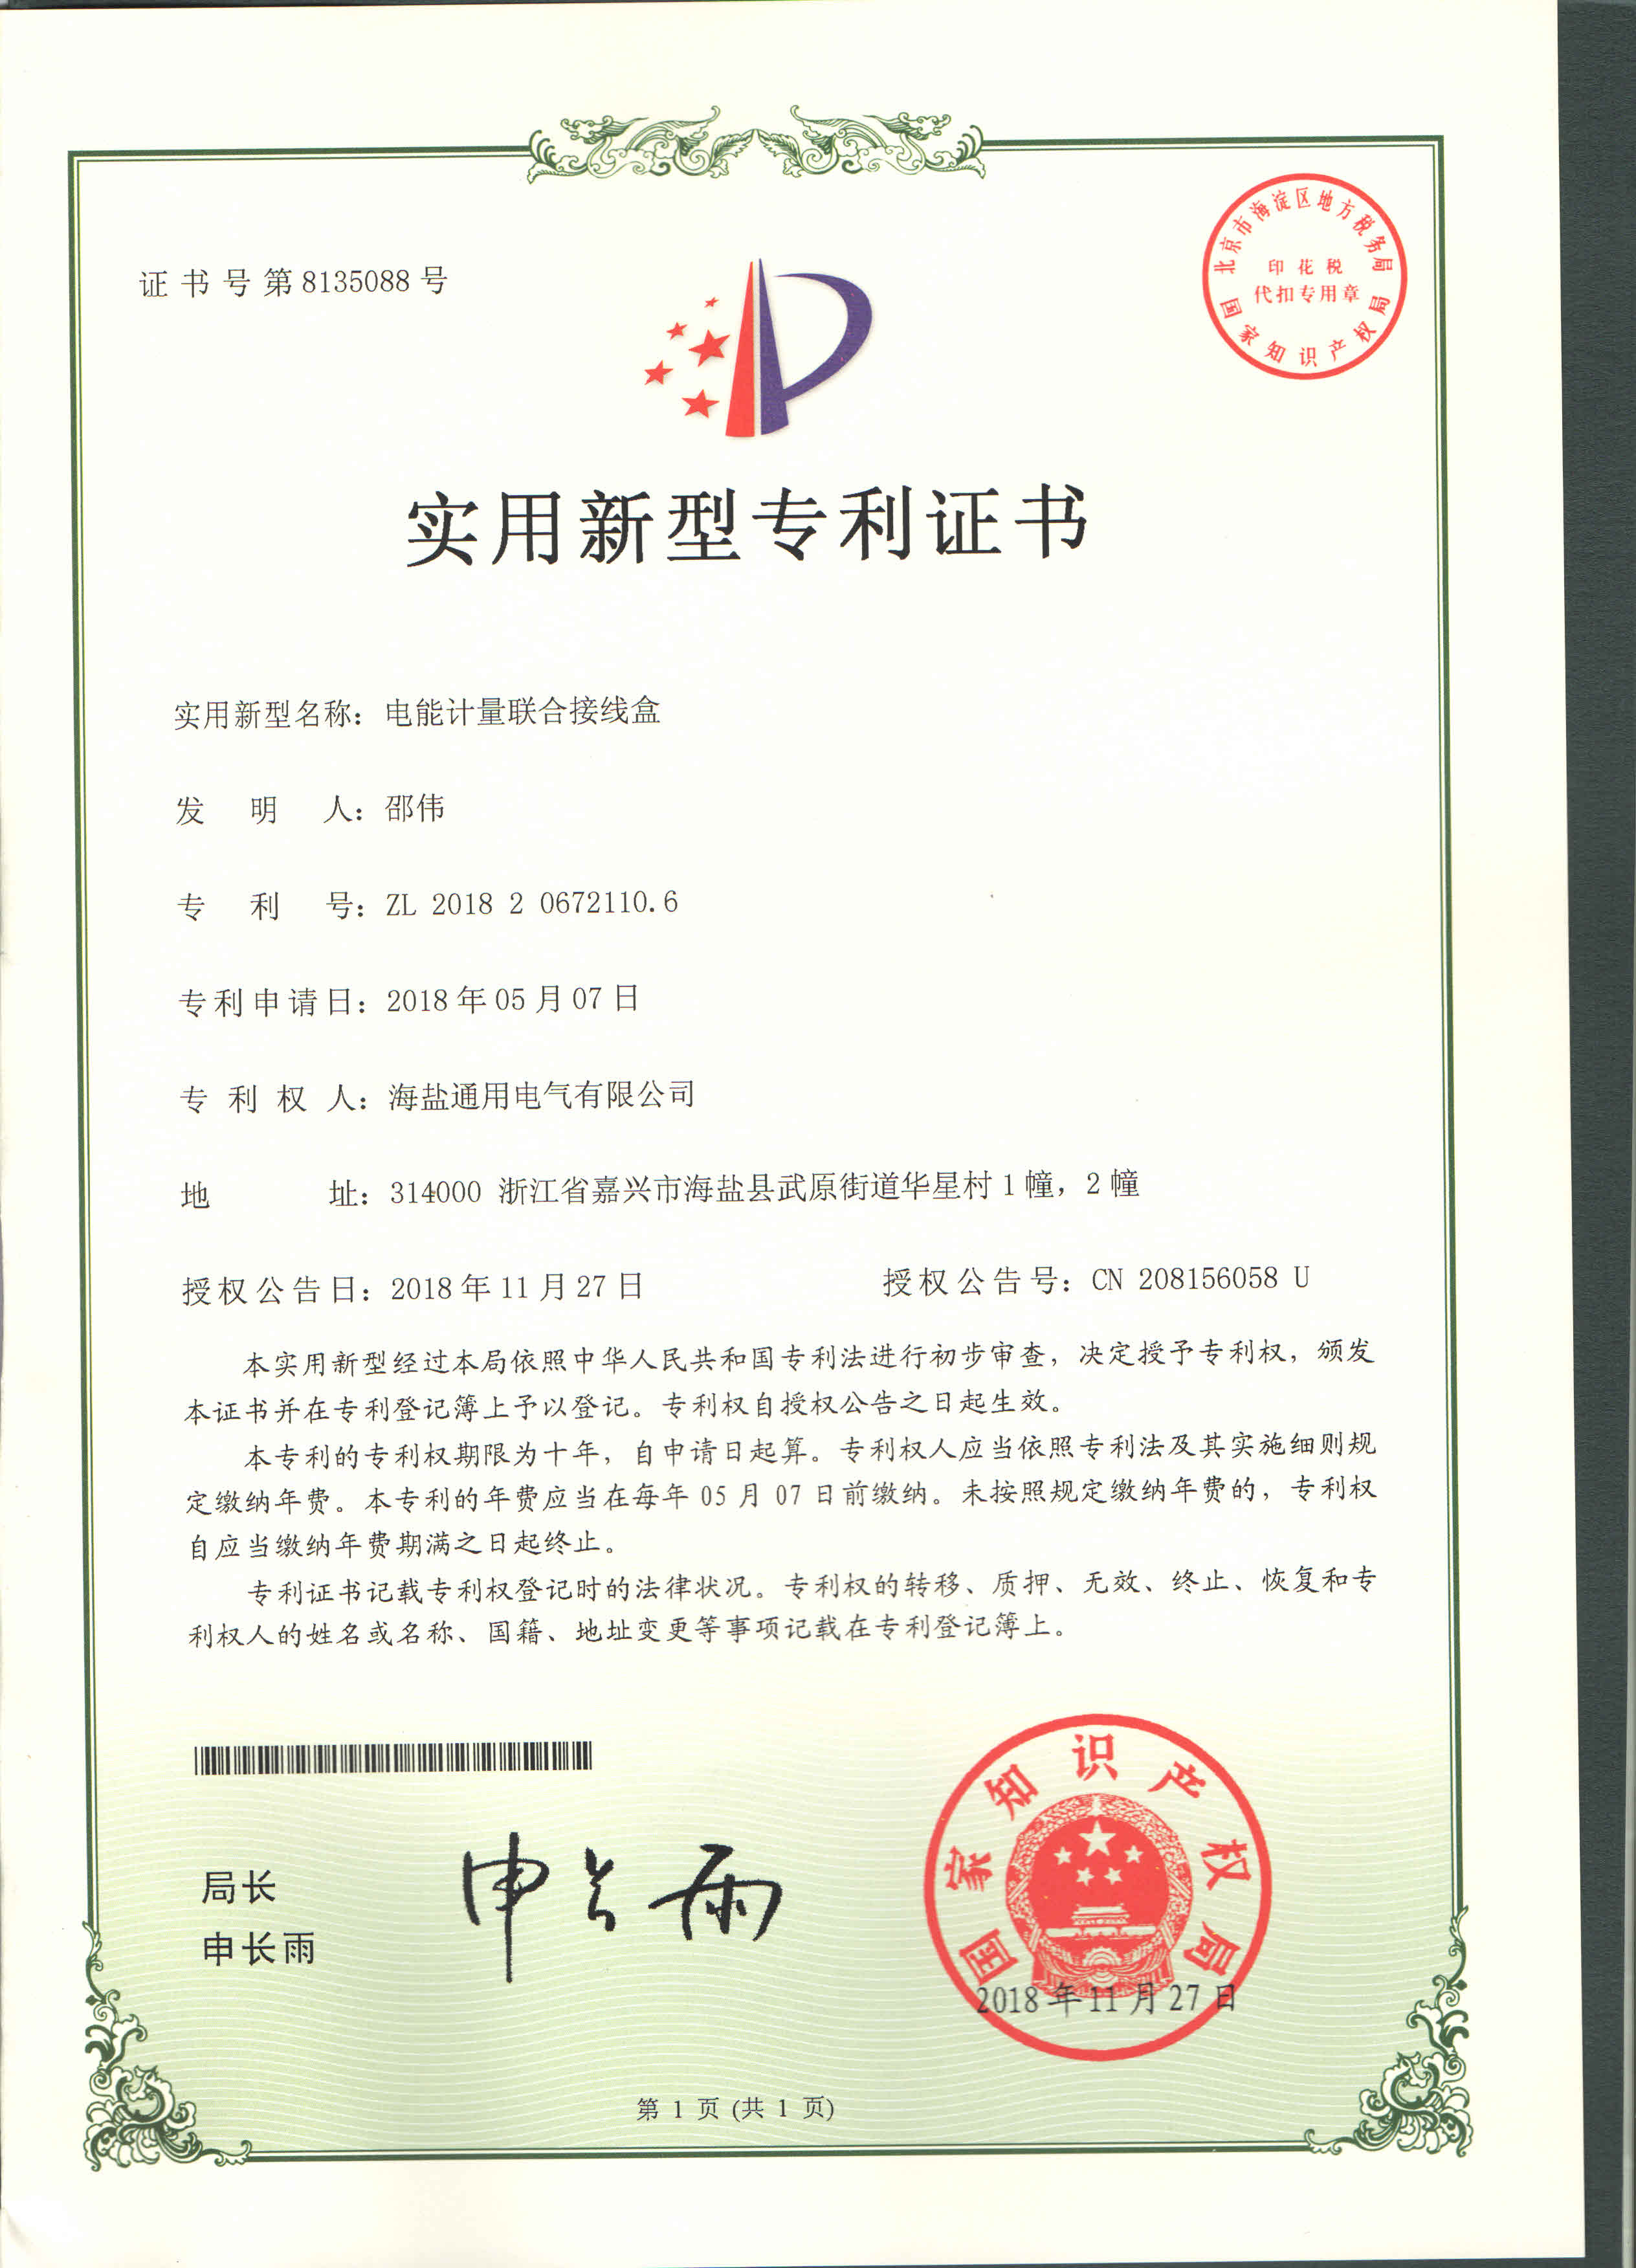 证书号第8135088号
北京市海淀区地方税务局
印花税
代扣专用章
国家知识产权局
实用新型专利证书
实用新型名称：电能计量联合接线盒
发明人：邵伟
专利号：ZL 2018 2 0672110.6
专利申请日：2018年05月07日
专利权人：海盐通用电气有限公司
地址：314000 浙江省嘉兴市海盐县武原街道华星村1幢，2幢
授权公告日：2018年11月27日 授权公告号：CN 208156058 U
本实用新型经过本局依照中华人民共和国专利法进行初步审查，决定授予专利权，颁发
本证书并在专利登记簿上予以登记。专利权自授权公告之日起生效。
本专利的专利权期限为十年，自申请日起算。专利权人应当依照专利法及其实施细则规
定缴纳年费。本专利的年费应当在每年05月07日前缴纳。未按照规定缴纳年费的，专利权
自应当缴纳年费期满之日起终止。
专利证书记载专利权登记时的法律状况。专利权的转移、质押、无效、终止、恢复和专
利权人的姓名或名称、国籍、地址变更等事项记载在专利登记簿上。
局长
申长雨
申长雨
国家知识产权局
2018年11月27日
第 1 页 (共 1 页)